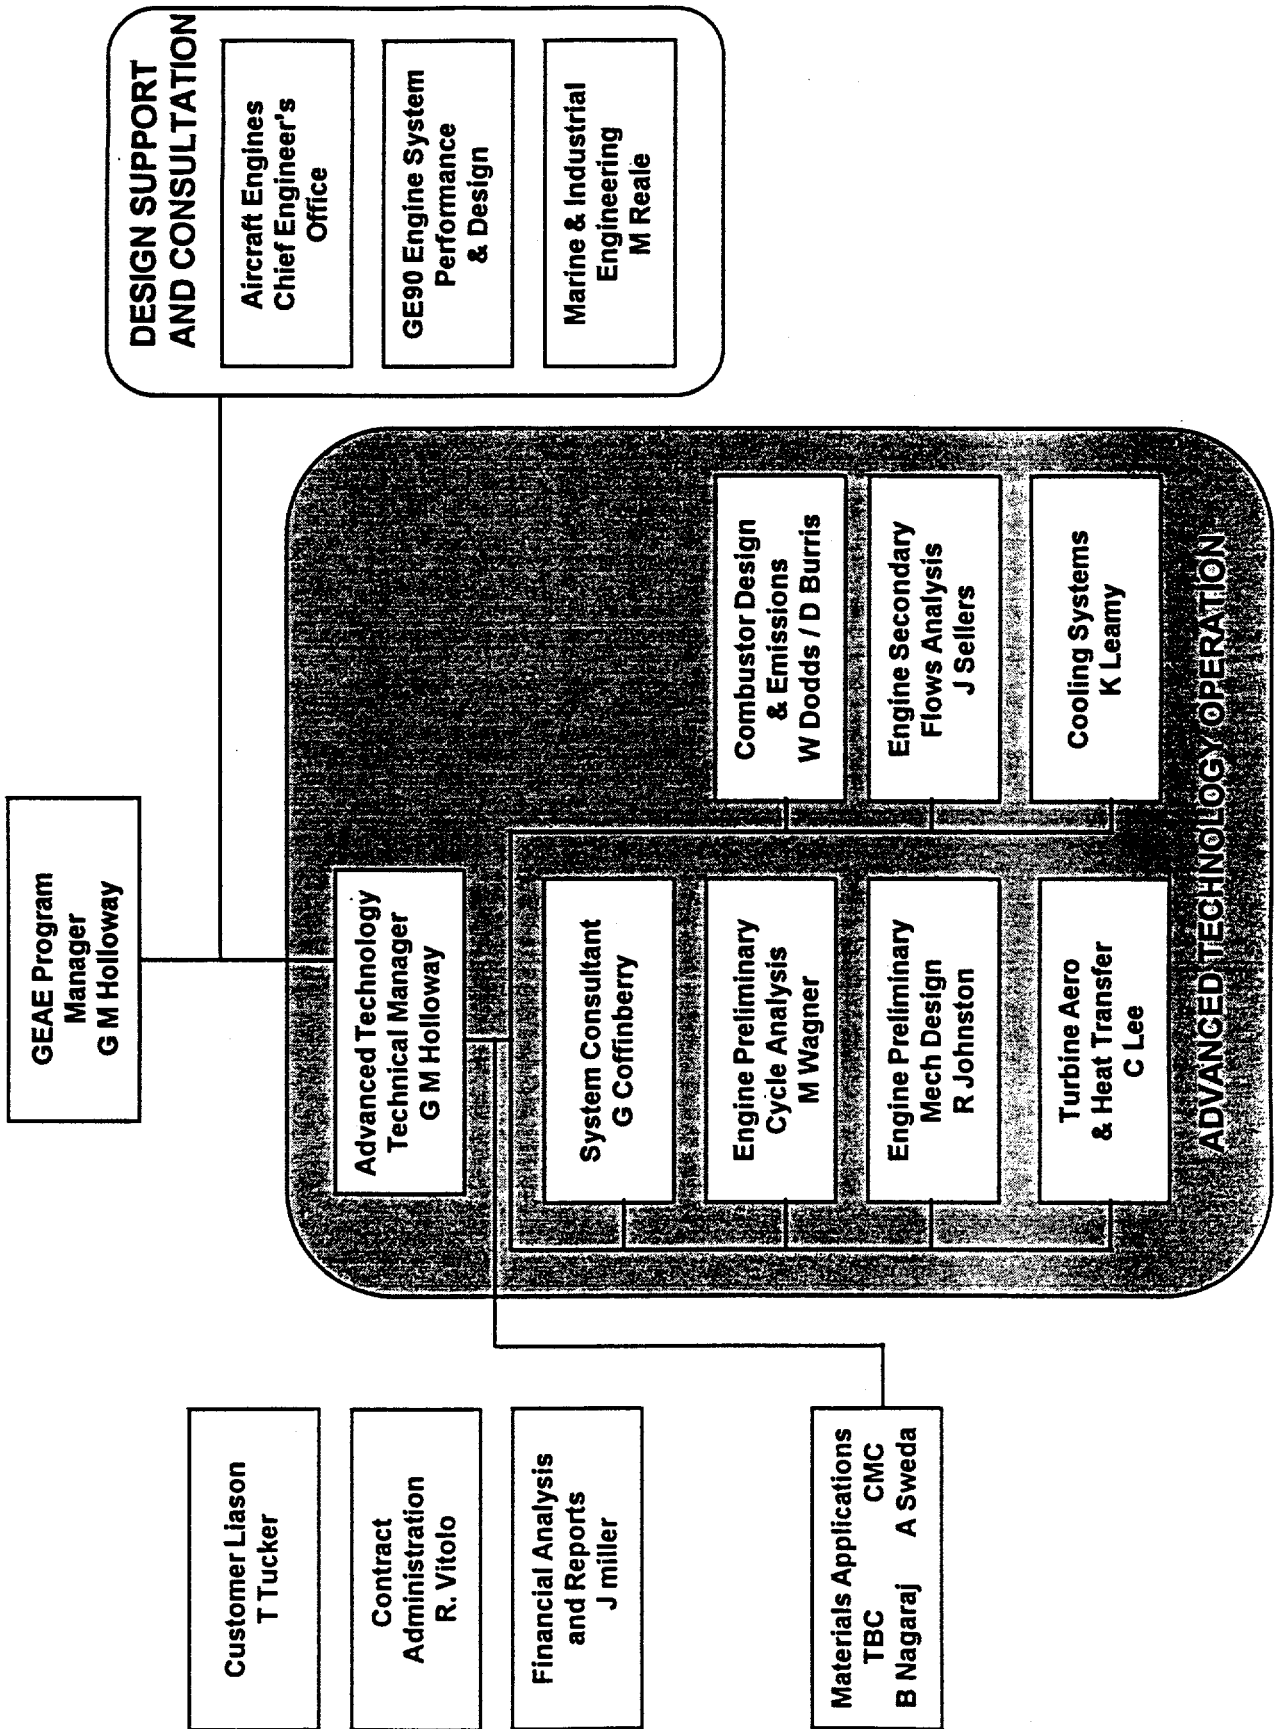 GEAE Program
Manager
G M Holloway
DESIGN SUPPORT
AND CONSULTATION
Aircraft Engines
Chief Engineer's
Office
GE90 Engine System
Performance
& Design
Marine & Industrial
Engineering
M Reale
Customer Liason
T Tucker
Contract
Administration
R. Vitolo
Financial Analysis
and Reports
J miller
Materials Applications
TBC CMC
B Nagaraj A Sweda
Advanced Technology
Technical Manager
G M Holloway
System Consultant
G Coffinberry
Engine Preliminary
Cycle Analysis
M Wagner
Engine Preliminary
Mech Design
R Johnston
Turbine Aero
& Heat Transfer
C Lee
Combustor Design
& Emissions
W Dodds / D Burris
Engine Secondary
Flows Analysis
J Sellers
Cooling Systems
K Leamy
ADVANCED TECHNOLOGY OPERATION